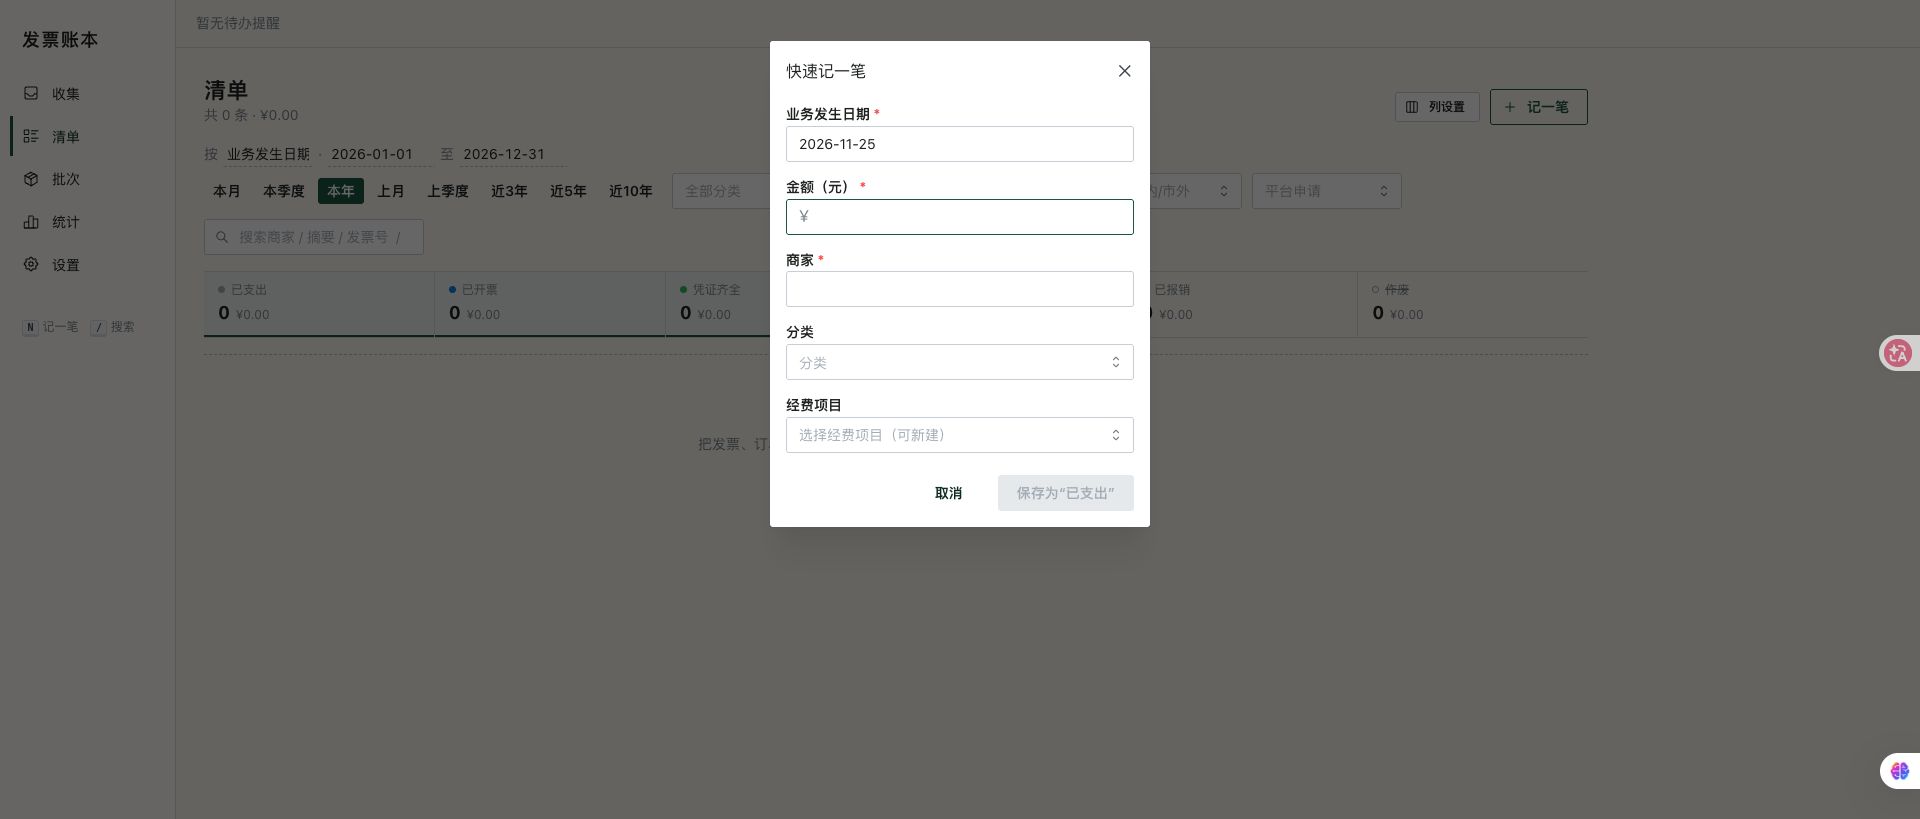 发票账本
收集
清单
批次
统计
设置
N 记一笔 / 搜索
暂无待办提醒
清单
共 0 条 · ¥0.00
列设置
记一笔
按 业务发生日期 · 2026-01-01 至 2026-12-31
本月 本季度 本年 上月 上季度 近3年 近5年 近10年 全部分类
/市外
平台申请
搜索商家 / 摘要 / 发票号 /
已支出
0 ¥0.00
已开票
0 ¥0.00
凭证齐全
0 ¥0.00
已报销
¥0.00
作废
0 ¥0.00
把发票、订
快速记一笔
业务发生日期 *
2026-11-25
金额（元） *
¥
商家 *
分类
分类
经费项目
选择经费项目（可新建）
取消
保存为“已支出”